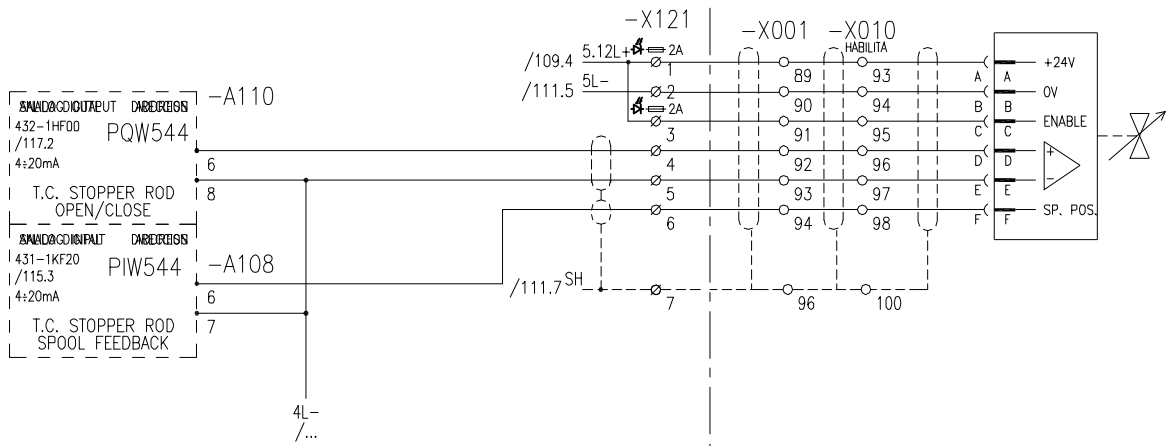 -X121
-X001
-X010
HABILITA
/109.4
5.12L+
2A
1
89
93
A
A
+24V
/111.5
5L-
2
90
94
B
B
0V
2A
3
91
95
C
C
ENABLE
4
92
96
D
D
+
5
93
97
E
E
-
6
94
98
F
F
SP. POS.
/111.7
SH
7
96
100
-A110
432-1HF00
PQW544
/117.2
4÷20mA
6
T.C. STOPPER ROD
OPEN/CLOSE
8
-A108
431-1KF20
PIW544
/115.3
4÷20mA
6
T.C. STOPPER ROD
SPOOL FEEDBACK
7
4L-
/...